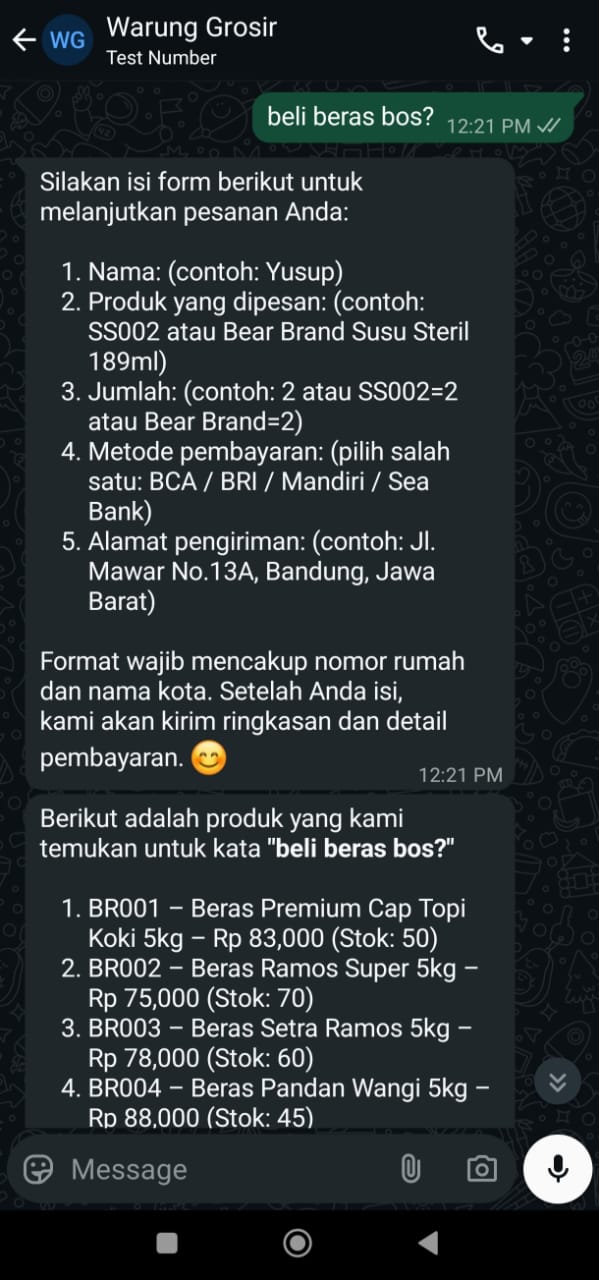 WG
Warung Grosir
Test Number
beli beras bos? 12:21 PM
Silakan isi form berikut untuk
melanjutkan pesanan Anda:
1. Nama: (contoh: Yusup)
2. Produk yang dipesan: (contoh:
SS002 atau Bear Brand Susu Steril
189ml)
3. Jumlah: (contoh: 2 atau SS002=2
atau Bear Brand=2)
4. Metode pembayaran: (pilih salah
satu: BCA / BRI / Mandiri / Sea
Bank)
5. Alamat pengiriman: (contoh: Jl.
Mawar No.13A, Bandung, Jawa
Barat)
Format wajib mencakup nomor rumah
dan nama kota. Setelah Anda isi,
kami akan kirim ringkasan dan detail
pembayaran. 😊
12:21 PM
Berikut adalah produk yang kami
temukan untuk kata "beli beras bos?"
1. BR001 – Beras Premium Cap Topi
Koki 5kg – Rp 83,000 (Stok: 50)
2. BR002 – Beras Ramos Super 5kg –
Rp 75,000 (Stok: 70)
3. BR003 – Beras Setra Ramos 5kg –
Rp 78,000 (Stok: 60)
4. BR004 – Beras Pandan Wangi 5kg –
Rp 88,000 (Stok: 45)
Message